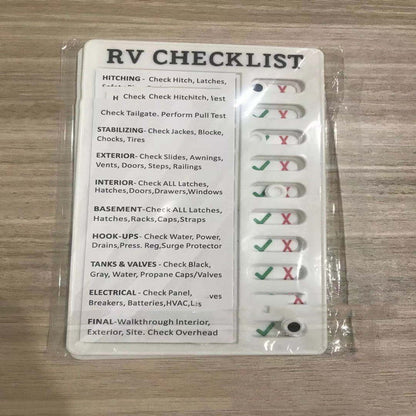 RV CHECKLIST
HITCHING- Check Hitch, Latches,
H Check Check Hitchitch, Test
Check Tailgate. Perform Pull Test
STABILIZING- Check Jackes, Blocke,
Chocks, Tires
EXTERIOR- Check Slides, Awnings,
Vents, Doors, Steps, Railings
INTERIOR-Check ALL Latches,
Hatches,Doors,Drawers,Windows
BASEMENT-Check ALL Latches,
Hatches,Racks,Caps,Straps
HOOK-UPS- Check Water, Power,
Drains,Press. Reg,Surge Protector
TANKS & VALVES - Check Black,
Gray, Water, Propane Caps/Valves
ELECTRICAL - Check Panel,
Breakers, Batteries,HVAC,
FINAL-Walkthrough Interior,
Exterior, Site. Check Overhead